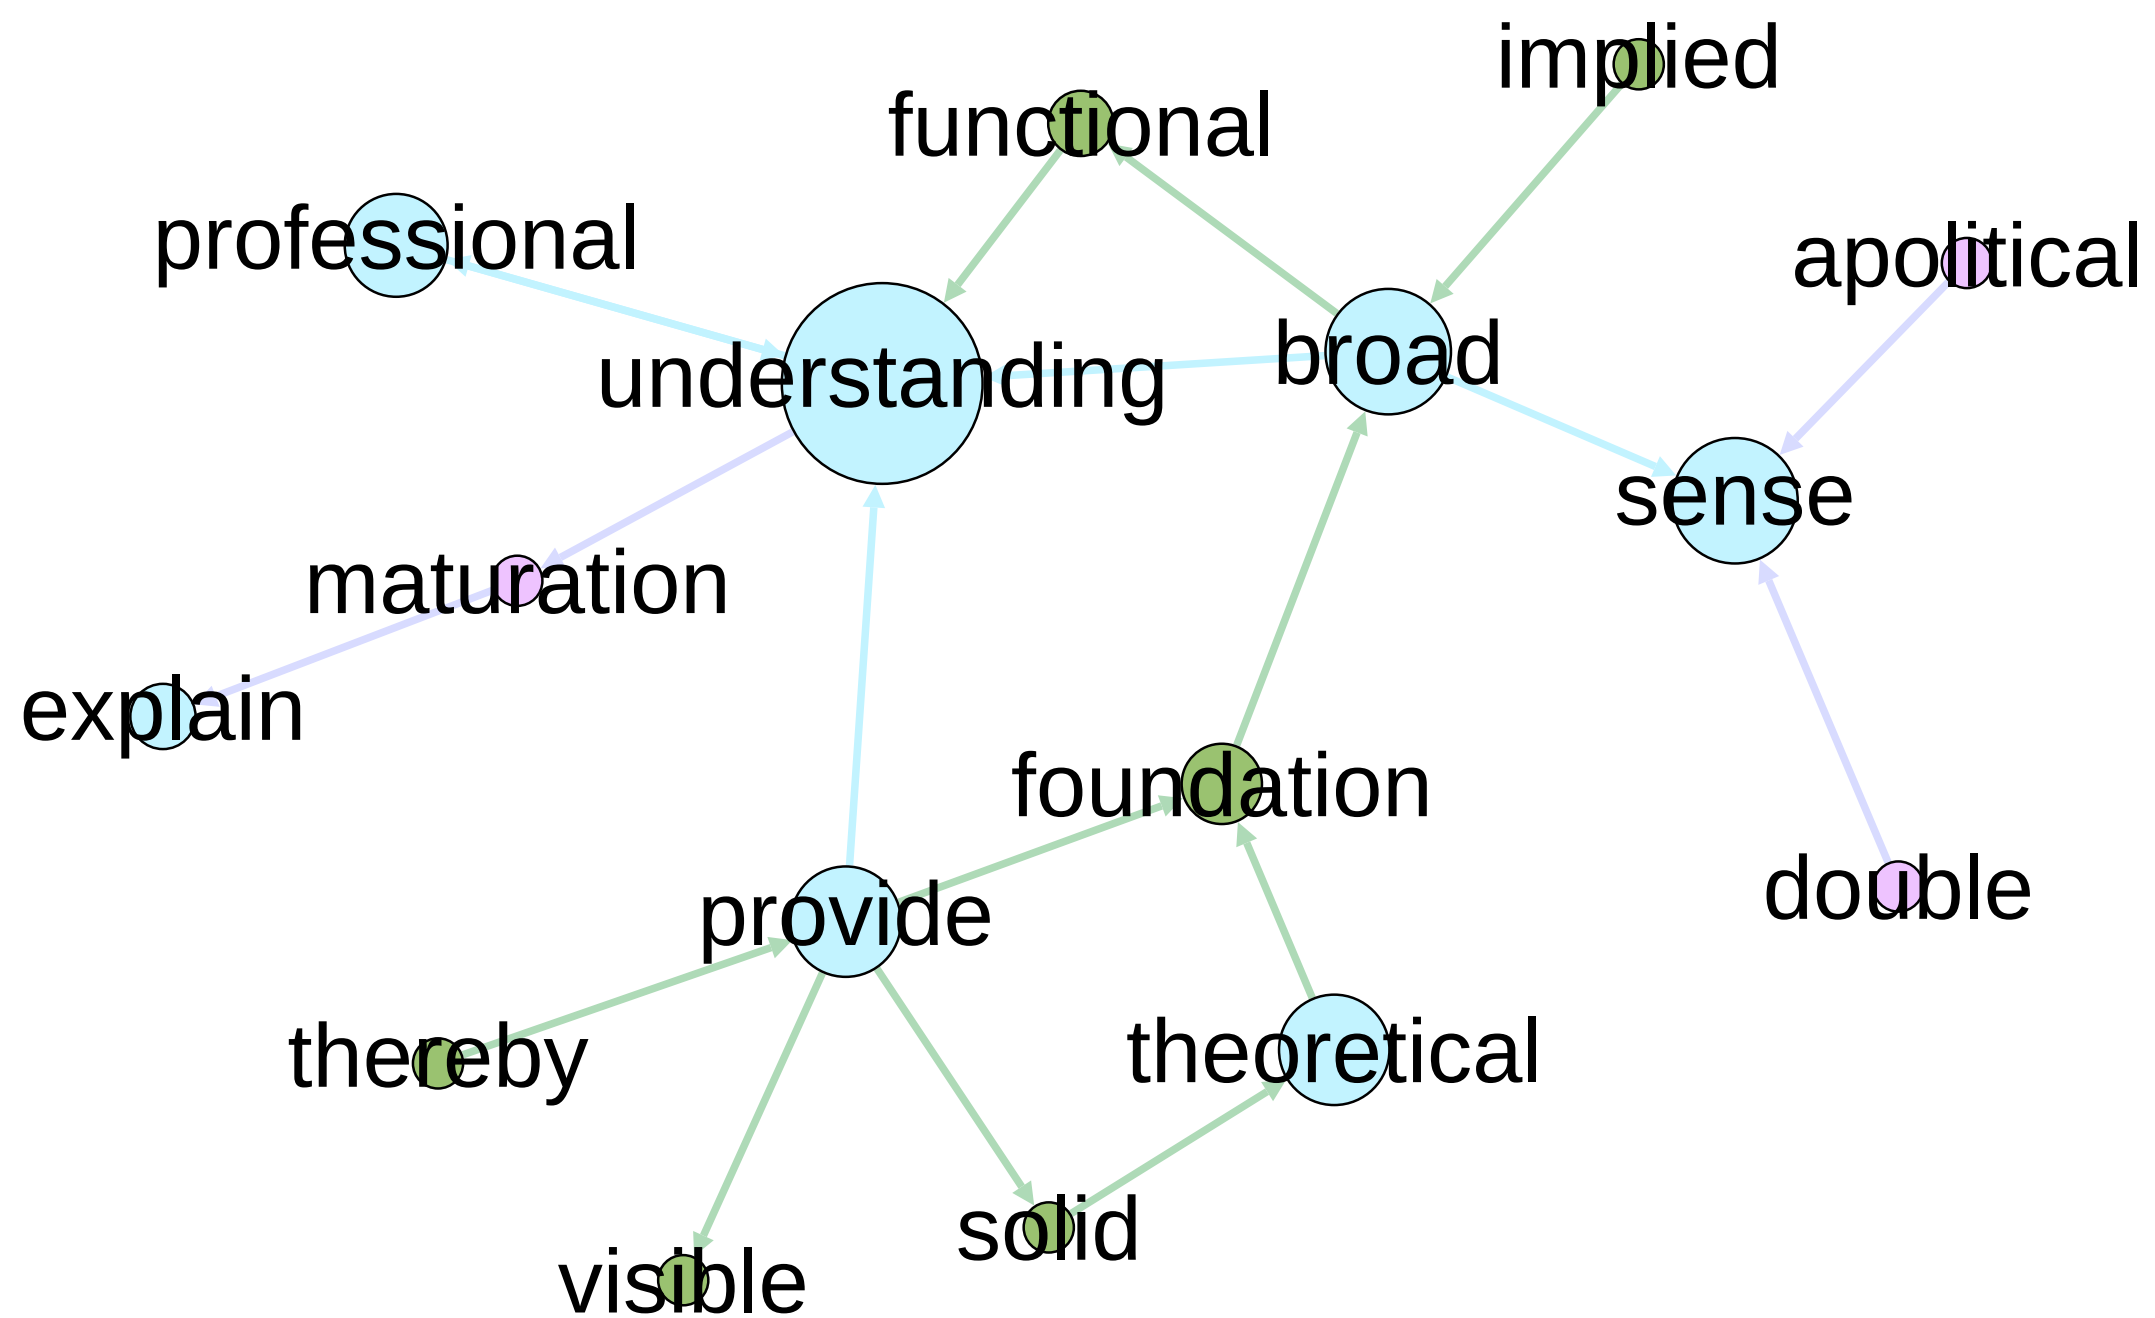 implied
functional
professional
apolitical
understanding
broad
sense
maturation
explain
foundation
double
provide
thereby
theoretical
solid
visible